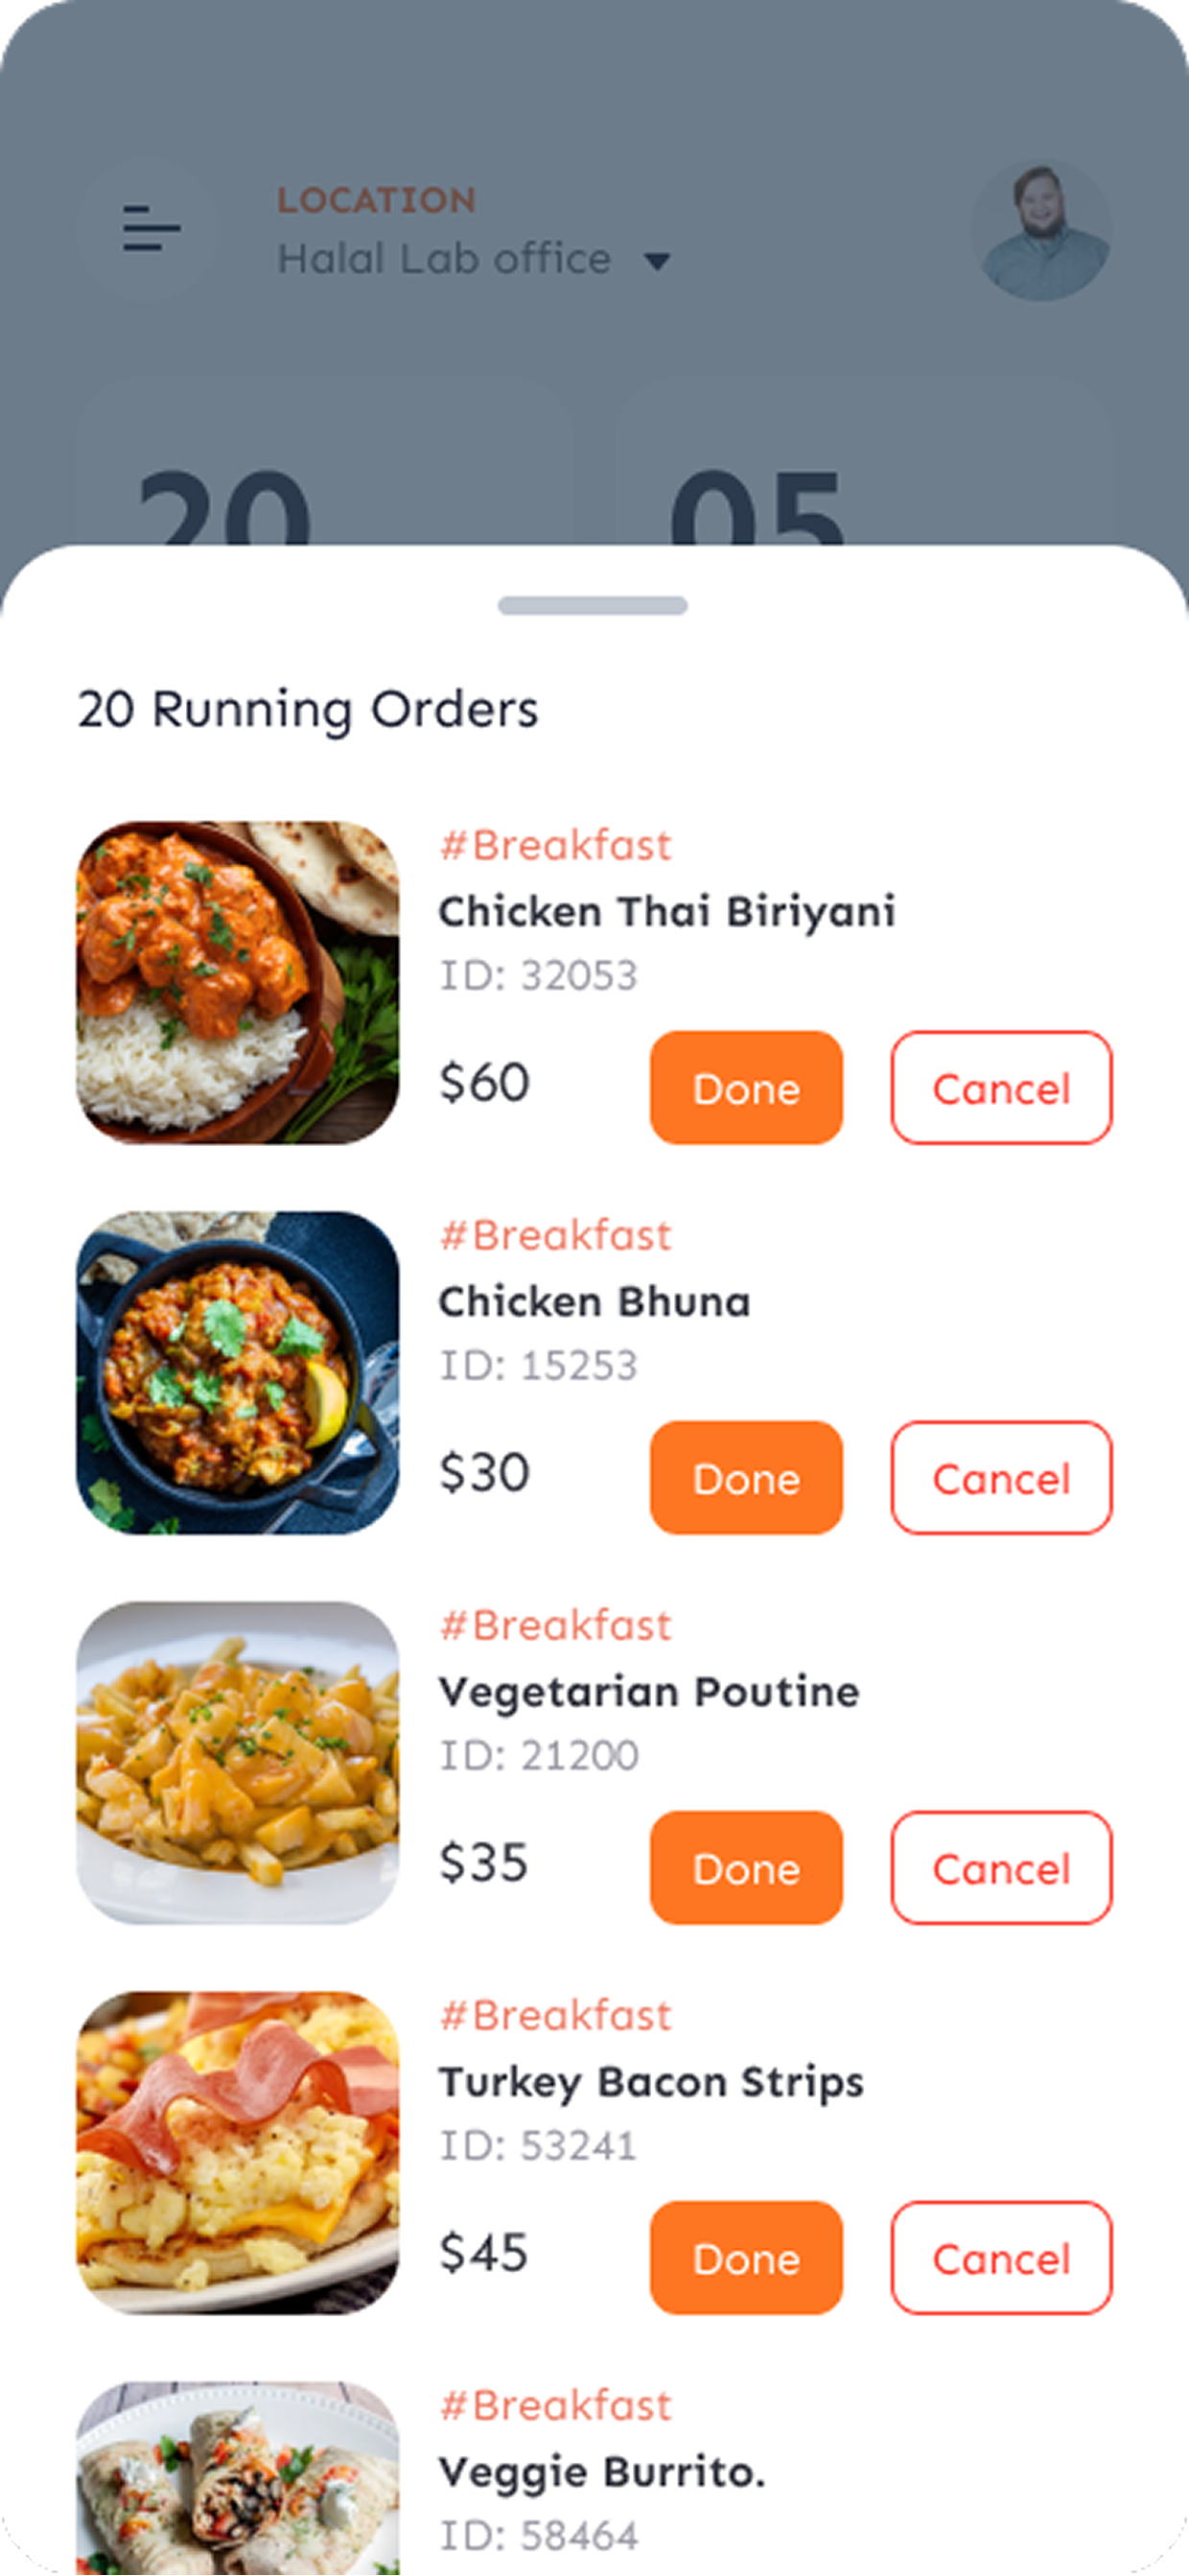 LOCATION
Halal Lab office
20
05
20 Running Orders
#Breakfast
Chicken Thai Biriyani
ID: 32053
$60
Done
Cancel
#Breakfast
Chicken Bhuna
ID: 15253
$30
Done
Cancel
#Breakfast
Vegetarian Poutine
ID: 21200
$35
Done
Cancel
#Breakfast
Turkey Bacon Strips
ID: 53241
$45
Done
Cancel
#Breakfast
Veggie Burrito.
ID: 58464